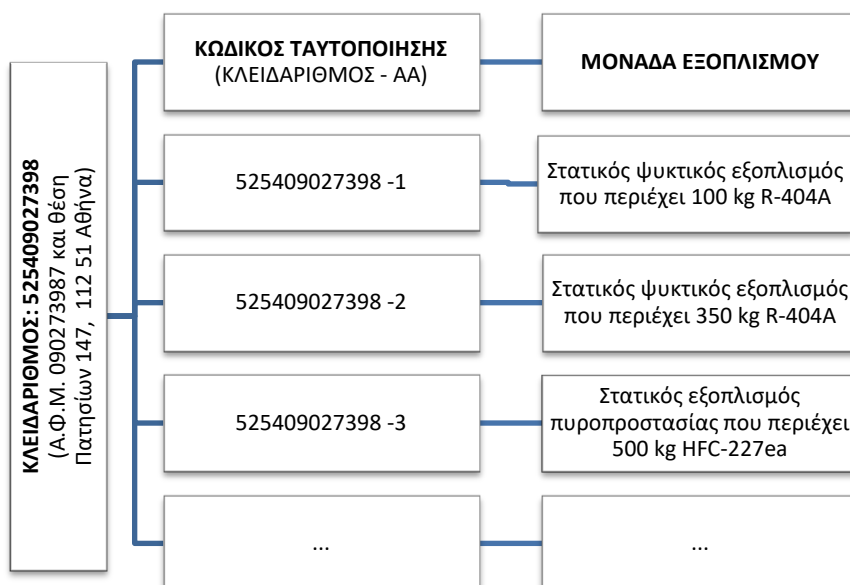 ΚΛΕΙΔΑΡΙΘΜΟΣ: 525409027398
(Α.Φ.Μ. 090273987 και θέση
Πατησίων 147,  112 51 Αθήνα)
ΚΩΔΙΚΟΣ ΤΑΥΤΟΠΟΙΗΣΗΣ
(ΚΛΕΙΔΑΡΙΘΜΟΣ - ΑΑ)
ΜΟΝΑΔΑ ΕΞΟΠΛΙΣΜΟΥ
525409027398 -1
Στατικός ψυκτικός εξοπλισμός
που περιέχει 100 kg R-404A
525409027398 -2
Στατικός ψυκτικός εξοπλισμός
που περιέχει 350 kg R-404A
525409027398 -3
Στατικός εξοπλισμός
πυροπροστασίας που περιέχει
500 kg HFC-227ea
...
...